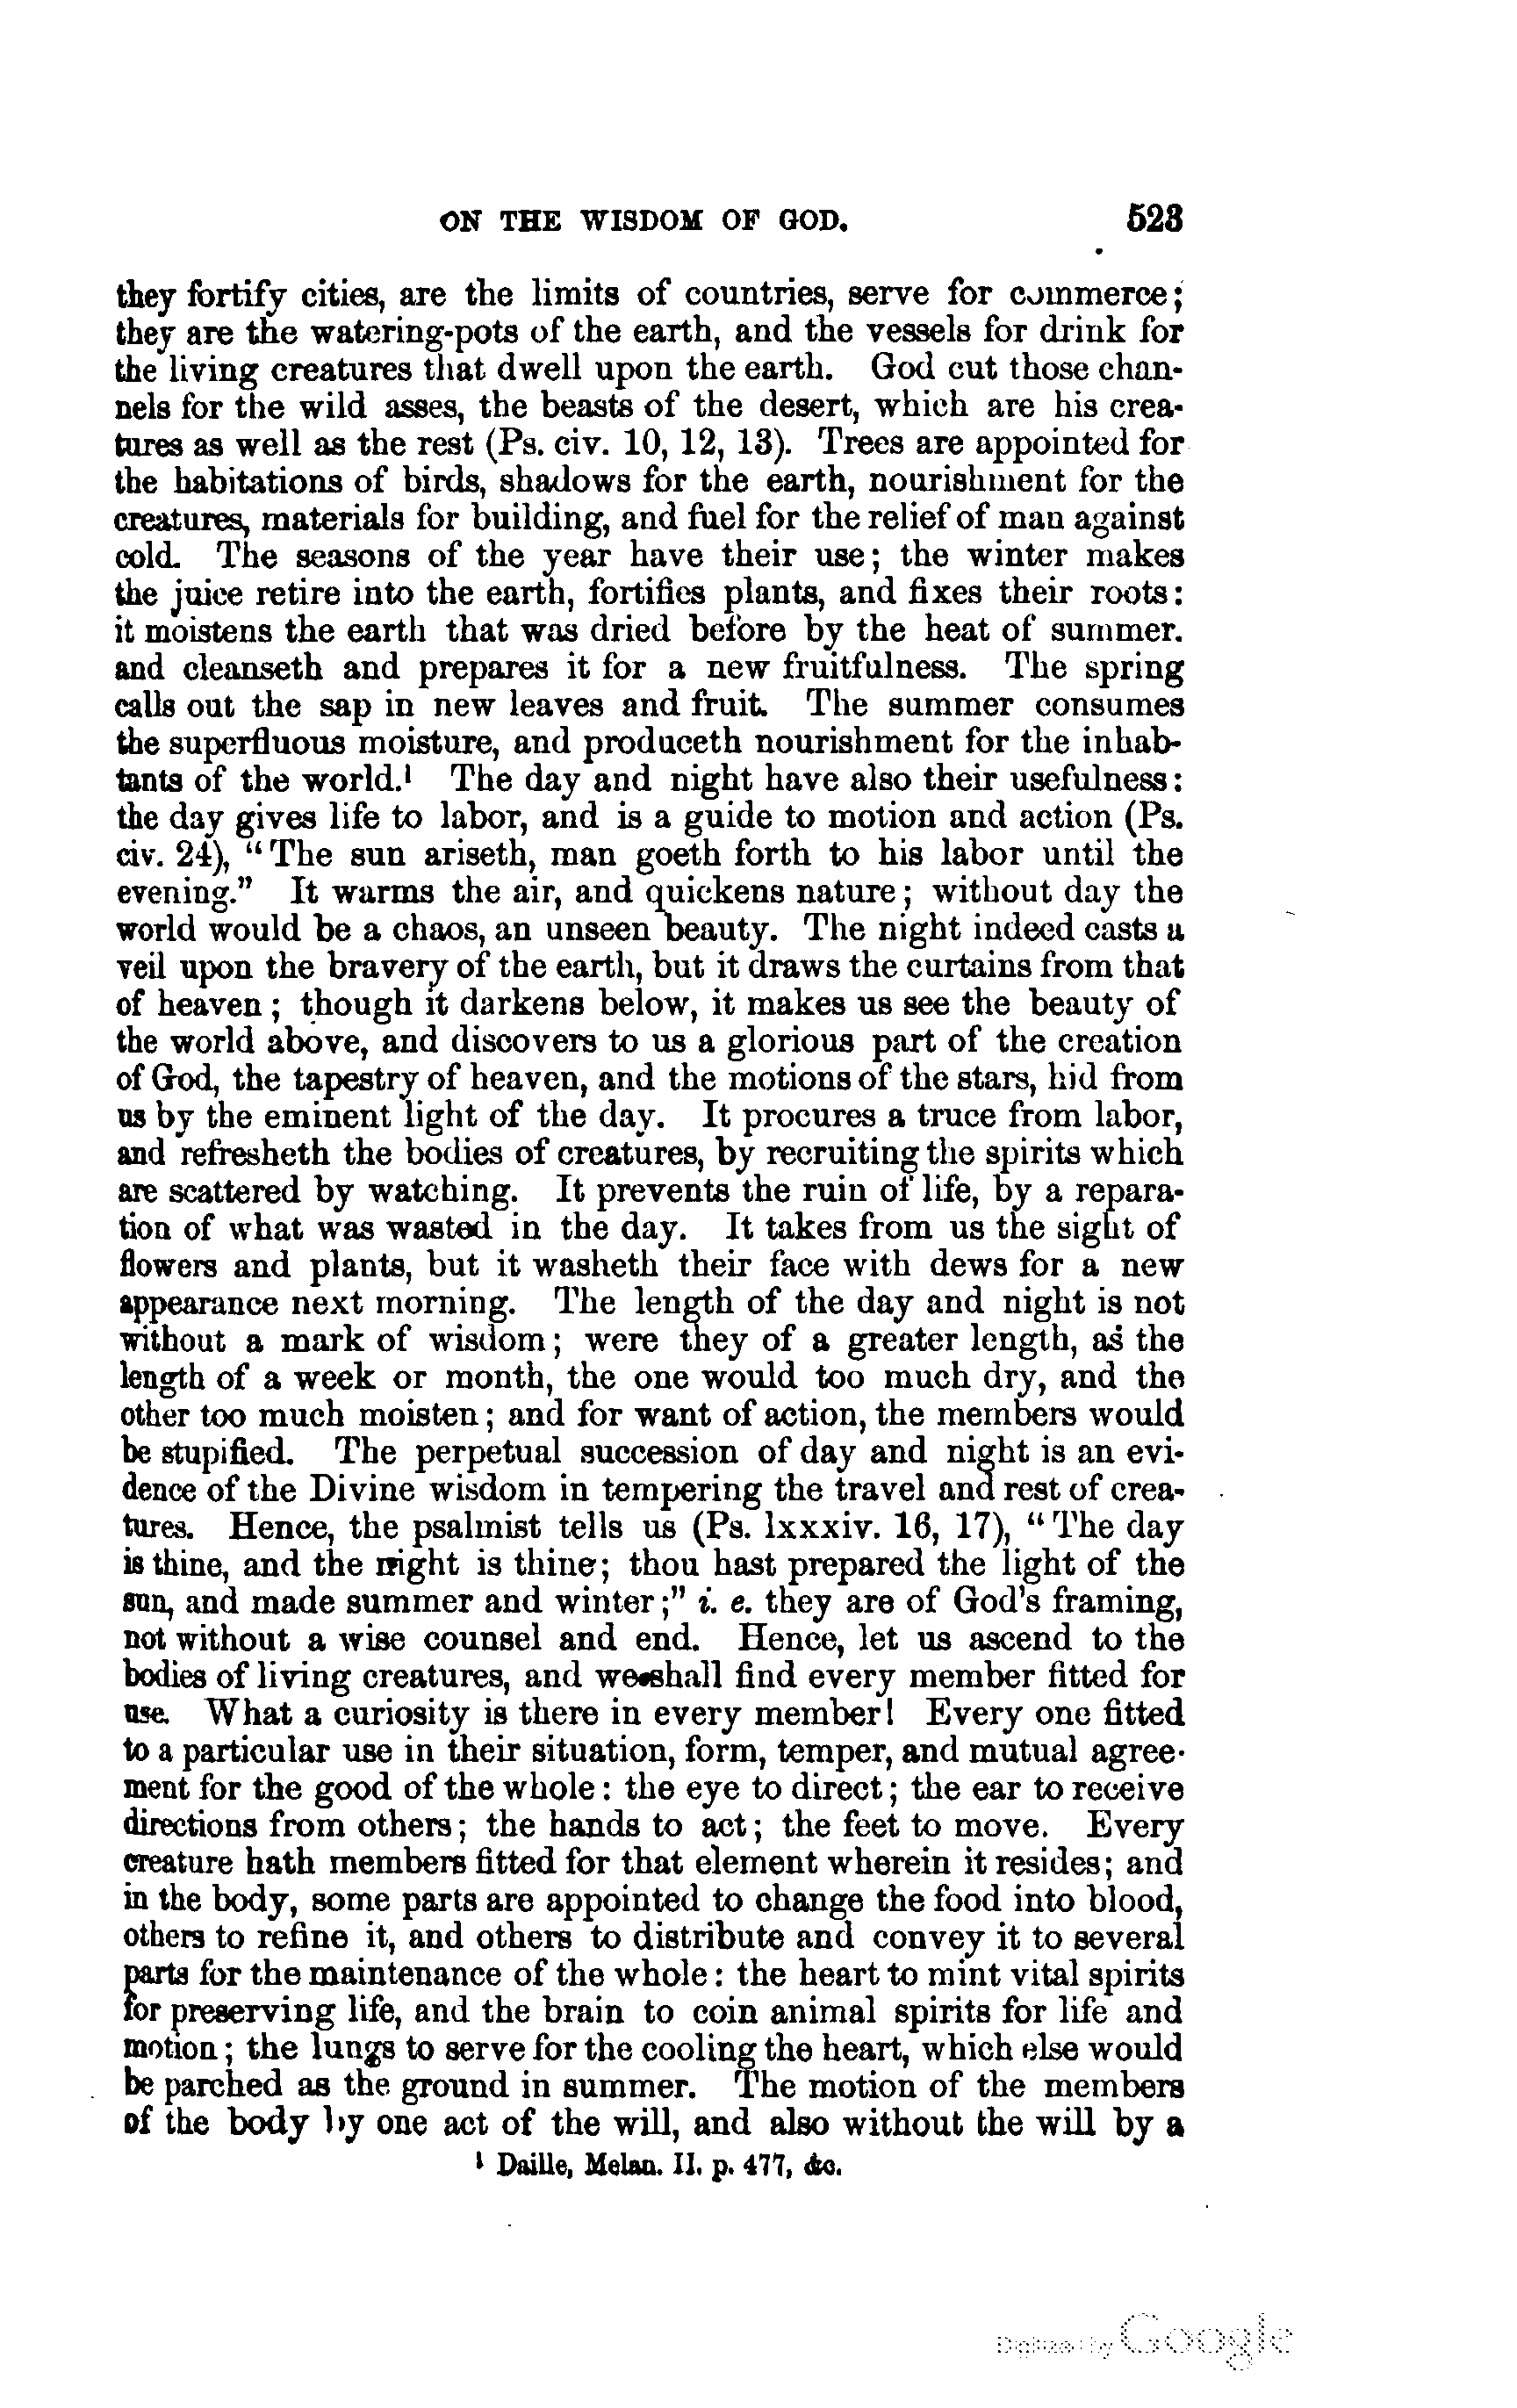 ON THE WISDOM OF GOD. 523
they fortify cities, are the limits of countries, serve for commerce;
they are the watering-pots of the earth, and the vessels for drink for
the living creatures that dwell upon the earth. God cut those chan-
nels for the wild asses, the beasts of the desert, which are his crea-
tures as well as the rest (Ps. civ. 10, 12, 13). Trees are appointed for
the habitations of birds, shadows for the earth, nourishment for the
creatures, materials for building, and fuel for the relief of man against
cold. The seasons of the year have their use; the winter makes
the juice retire into the earth, fortifies plants, and fixes their roots:
it moistens the earth that was dried before by the heat of summer.
and cleanseth and prepares it for a new fruitfulness. The spring
calls out the sap in new leaves and fruit. The summer consumes
the superfluous moisture, and produceth nourishment for the inhab-
tants of the world.¹ The day and night have also their usefulness:
the day gives life to labor, and is a guide to motion and action (Ps.
civ. 24), "The sun ariseth, man goeth forth to his labor until the
evening." It warms the air, and quickens nature; without day the
world would be a chaos, an unseen beauty. The night indeed casts a
veil upon the bravery of the earth, but it draws the curtains from that
of heaven; though it darkens below, it makes us see the beauty of
the world above, and discovers to us a glorious part of the creation
of God, the tapestry of heaven, and the motions of the stars, hid from
us by the eminent light of the day. It procures a truce from labor,
and refresheth the bodies of creatures, by recruiting the spirits which
are scattered by watching. It prevents the ruin of life, by a repara-
tion of what was wasted in the day. It takes from us the sight of
flowers and plants, but it washeth their face with dews for a new
appearance next morning. The length of the day and night is not
without a mark of wisdom; were they of a greater length, as the
length of a week or month, the one would too much dry, and the
other too much moisten; and for want of action, the members would
be stupified. The perpetual succession of day and night is an evi-
dence of the Divine wisdom in tempering the travel and rest of crea-
tures. Hence, the psalmist tells us (Ps. lxxxiv. 16, 17), "The day
is thine, and the night is thine; thou hast prepared the light of the
sun, and made summer and winter;" i. e. they are of God's framing,
not without a wise counsel and end. Hence, let us ascend to the
bodies of living creatures, and we shall find every member fitted for
use. What a curiosity is there in every member! Every one fitted
to a particular use in their situation, form, temper, and mutual agree-
ment for the good of the whole: the eye to direct; the ear to receive
directions from others; the hands to act; the feet to move. Every
creature hath members fitted for that element wherein it resides; and
in the body, some parts are appointed to change the food into blood,
others to refine it, and others to distribute and convey it to several
parts for the maintenance of the whole: the heart to mint vital spirits
for preserving life, and the brain to coin animal spirits for life and
motion; the lungs to serve for the cooling the heart, which else would
be parched as the ground in summer. The motion of the members
of the body by one act of the will, and also without the will by a
¹ Daille, Melan. II. p. 477, &c.
Digitized by Google